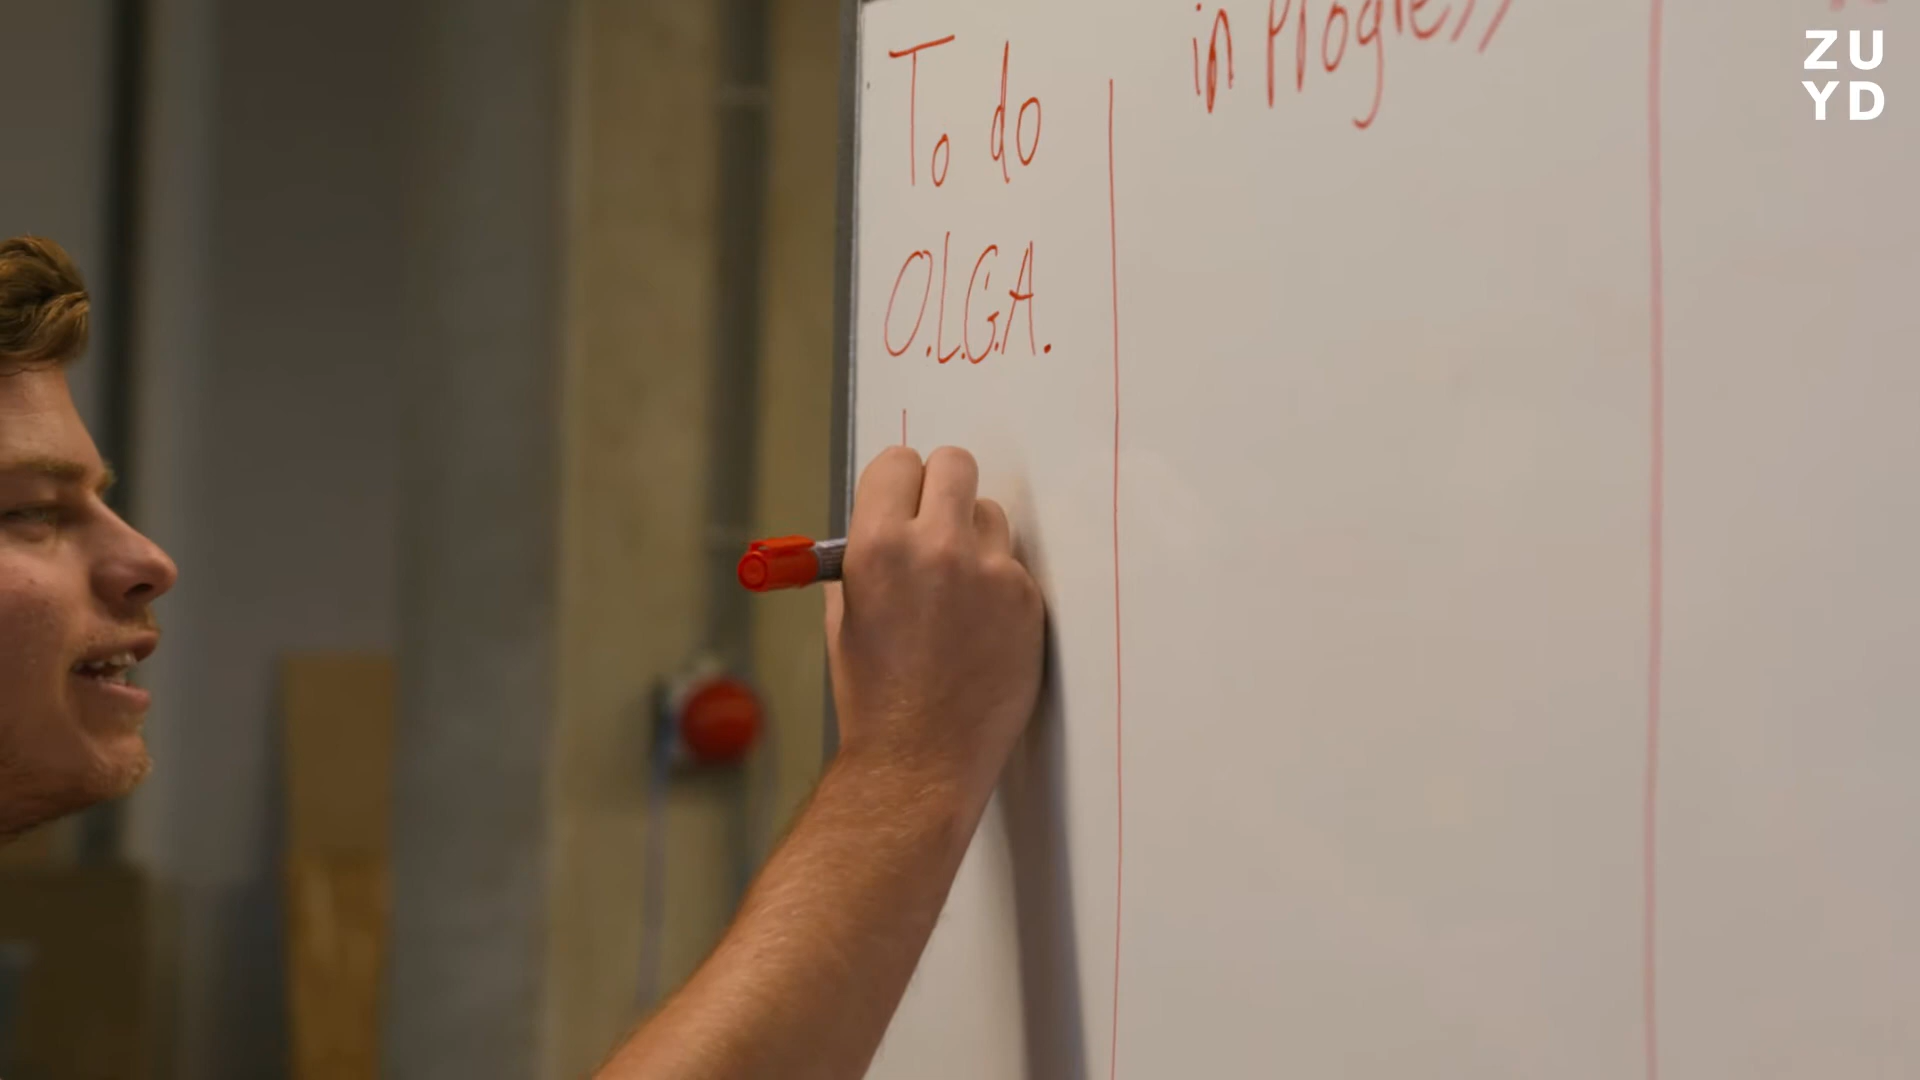 To do
in progress
O.L.G.A.
ZU
YD